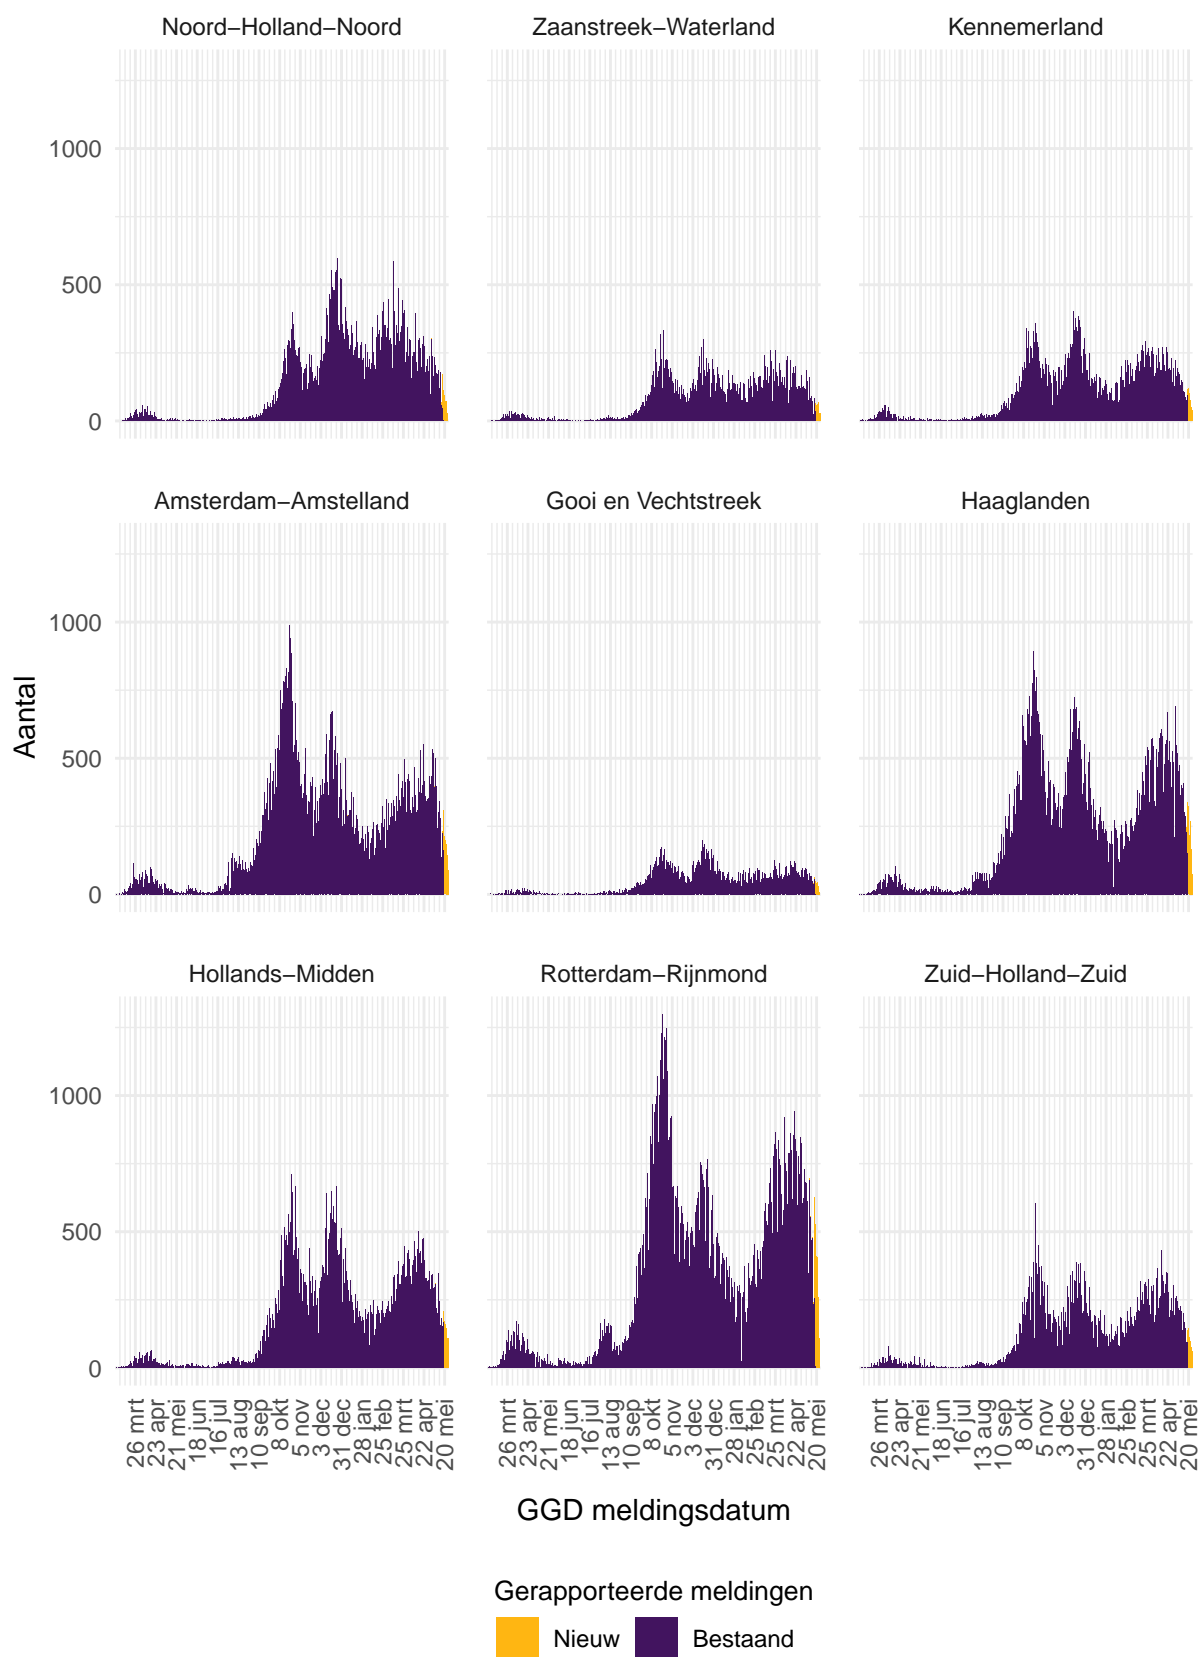 Noord−Holland−Noord Zaanstreek−Waterland Kennemerland
1000
500
0
Amsterdam−Amstelland Gooi en Vechtstreek Haaglanden
1000
500
0
Aantal
Hollands−Midden Rotterdam−Rijnmond Zuid−Holland−Zuid
1000
500
0
26 mrt 23 apr 21 mei 18 jun 16 jul 13 aug 10 sep 8 okt 5 nov 3 dec 31 dec 28 jan 25 feb 25 mrt 22 apr 20 mei
26 mrt 23 apr 21 mei 18 jun 16 jul 13 aug 10 sep 8 okt 5 nov 3 dec 31 dec 28 jan 25 feb 25 mrt 22 apr 20 mei
26 mrt 23 apr 21 mei 18 jun 16 jul 13 aug 10 sep 8 okt 5 nov 3 dec 31 dec 28 jan 25 feb 25 mrt 22 apr 20 mei
GGD meldingsdatum
Gerapporteerde meldingen
Nieuw Bestaand